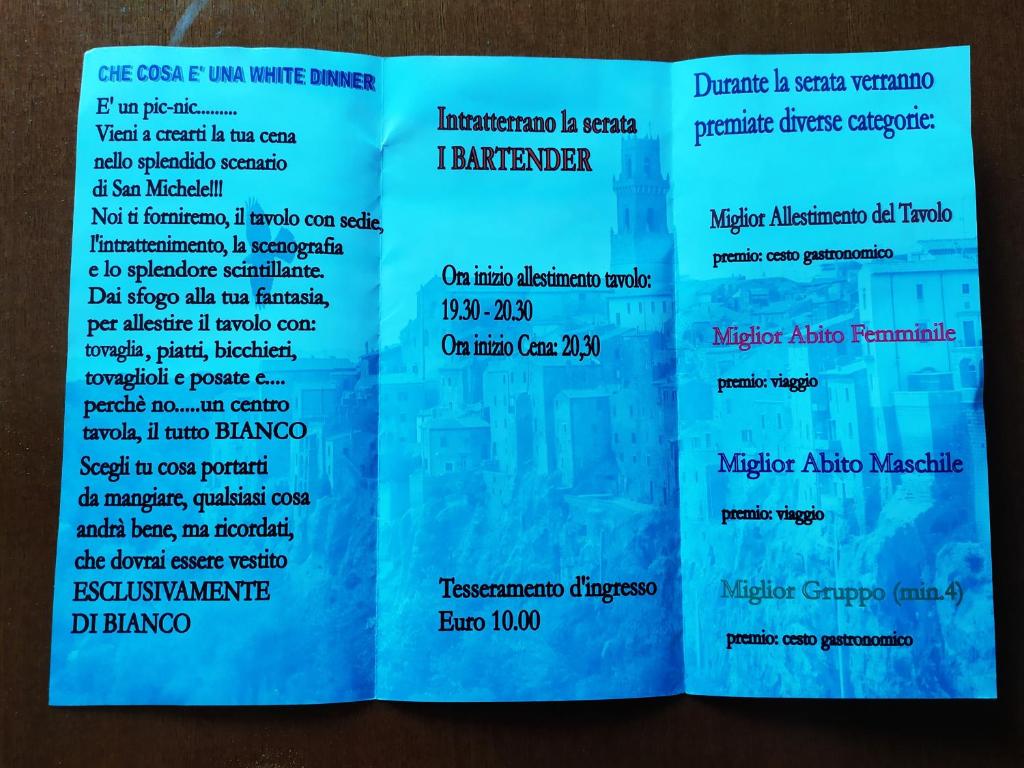 CHE COSA E' UNA WHITE DINNER
E' un pic-nic.........
Vieni a crearti la tua cena
nello splendido scenario
di San Michele!!!
Noi ti forniremo, il tavolo con sedie,
l'intrattenimento, la scenografia
e lo splendore scintillante.
Dai sfogo alla tua fantasia,
per allestire il tavolo con:
tovaglia, piatti, bicchieri,
tovaglioli e posate e....
perchè no.....un centro
tavola, il tutto BIANCO
Scegli tu cosa portarti
da mangiare, qualsiasi cosa
andrà bene, ma ricordati,
che dovrai essere vestito
ESCLUSIVAMENTE
DI BIANCO
Intratterrano la serata
I BARTENDER
Ora inizio allestimento tavolo:
19.30 - 20.30
Ora inizio Cena: 20,30
Tesseramento d'ingresso
Euro 10.00
Durante la serata verranno
premiate diverse categorie:
Miglior Allestimento del Tavolo
premio: cesto gastronomico
Miglior Abito Femminile
premio: viaggio
Miglior Abito Maschile
premio: viaggio
Miglior Gruppo (min.4)
premio: cesto gastronomico